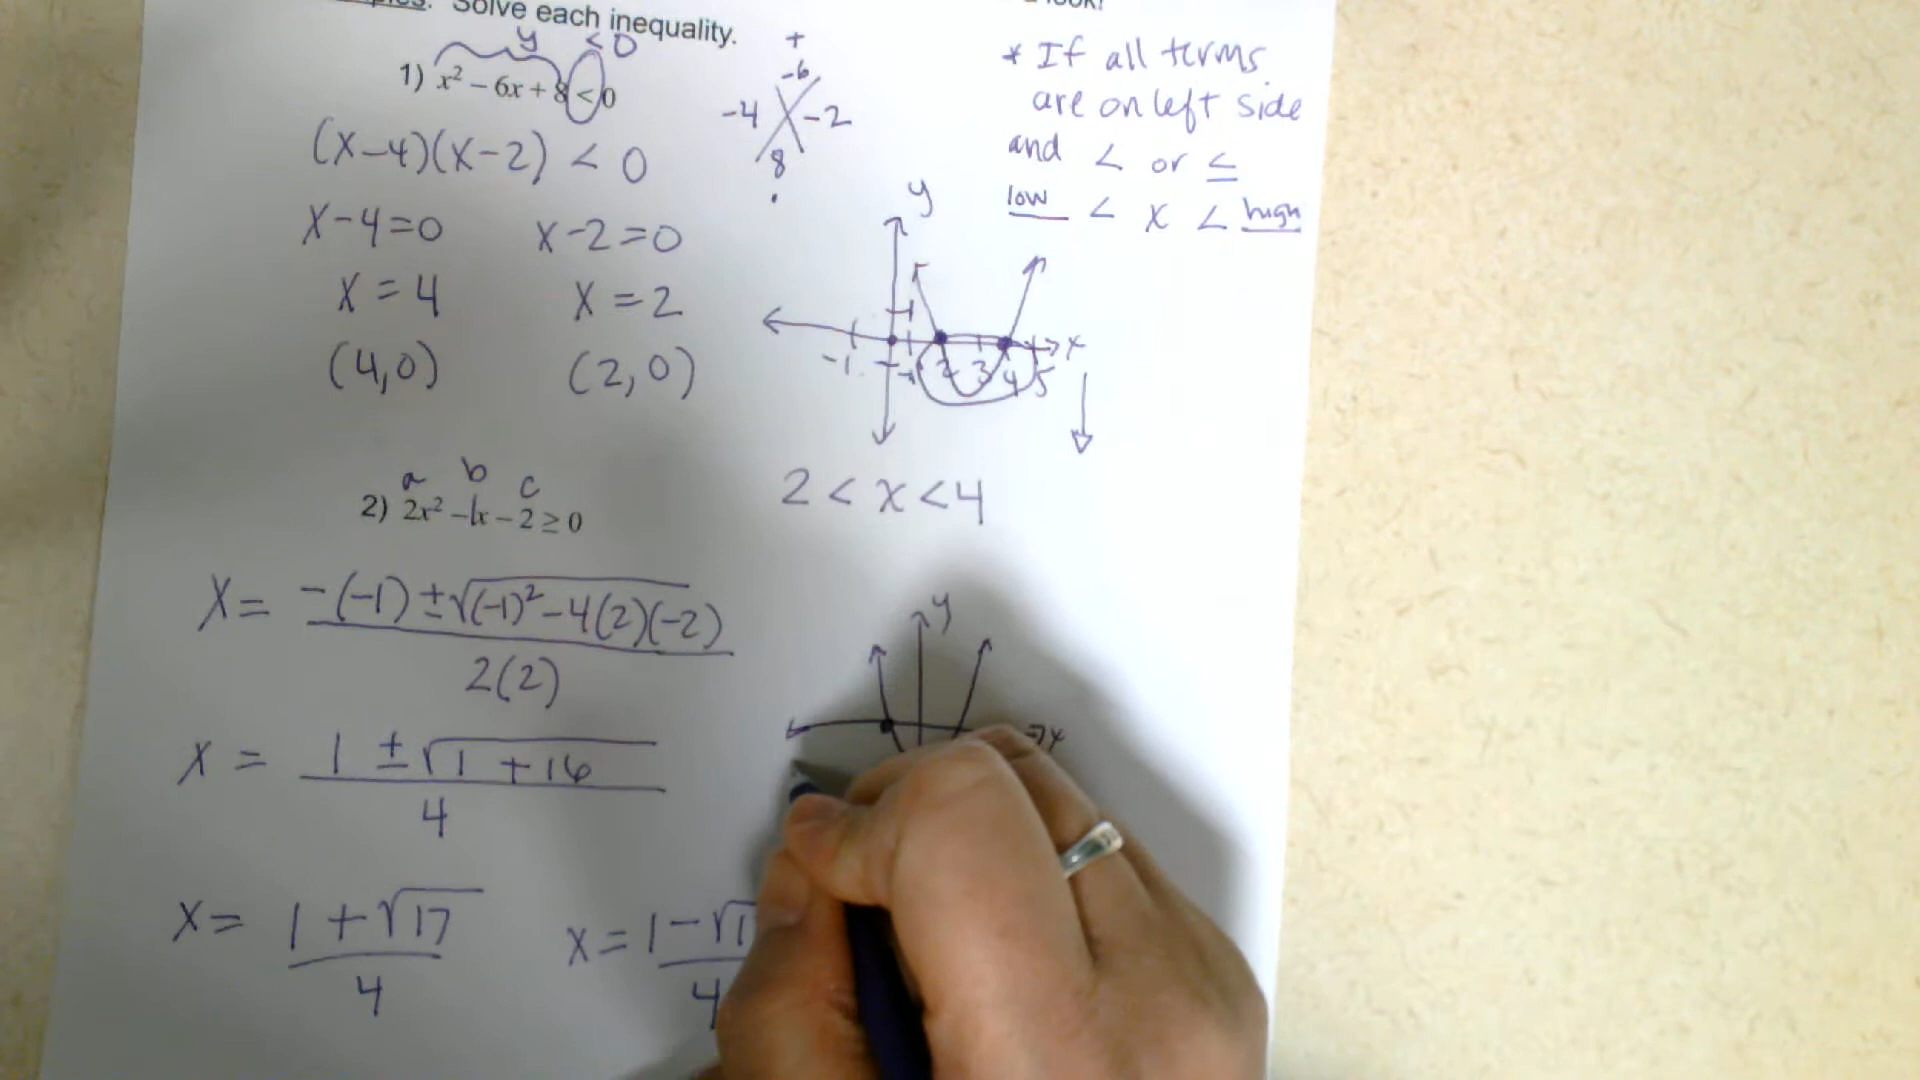 Solve each inequality.
y < 0
1) x² – 6x + 8 < 0
(x–4)(x–2) < 0
x–4=0 x–2=0
x = 4 x = 2
(4,0) (2,0)
+
-6
-4 -2
8
.
* If all terms
are on left side
and < or ≤
low < x < high
y
x
-1 2 3 4 5
2 < x < 4
a b c
2) 2x² – 1x – 2 ≥ 0
x = -(-1) ± √(-1)² – 4(2)(-2)
2(2)
x = 1 ± √1 + 16
4
x = 1 + √17
4
x = 1 – √1
4
y
x